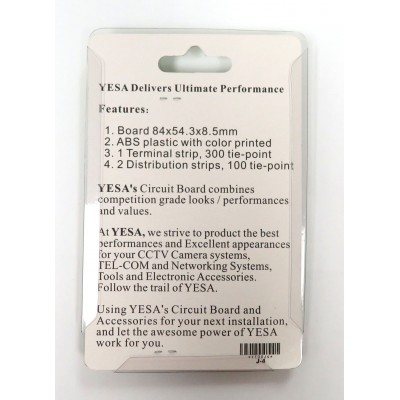 YESA Delivers Ultimate Performance
Features:
1. Board 84x54.3x8.5mm
2. ABS plastic with color printed
3. 1 Terminal strip, 300 tie-point
4. 2 Distribution strips, 100 tie-point
YESA's Circuit Board combines
competition grade looks / performances
and values.
At YESA, we strive to product the best
performances and Excellent appearances
for your CCTV Camera systems,
TEL-COM and Networking Systems,
Tools and Electronic Accessories.
Follow the trail of YESA.
Using YESA's Circuit Board and
Accessories for your next installation,
and let the awesome power of YESA
work for you.
J-4